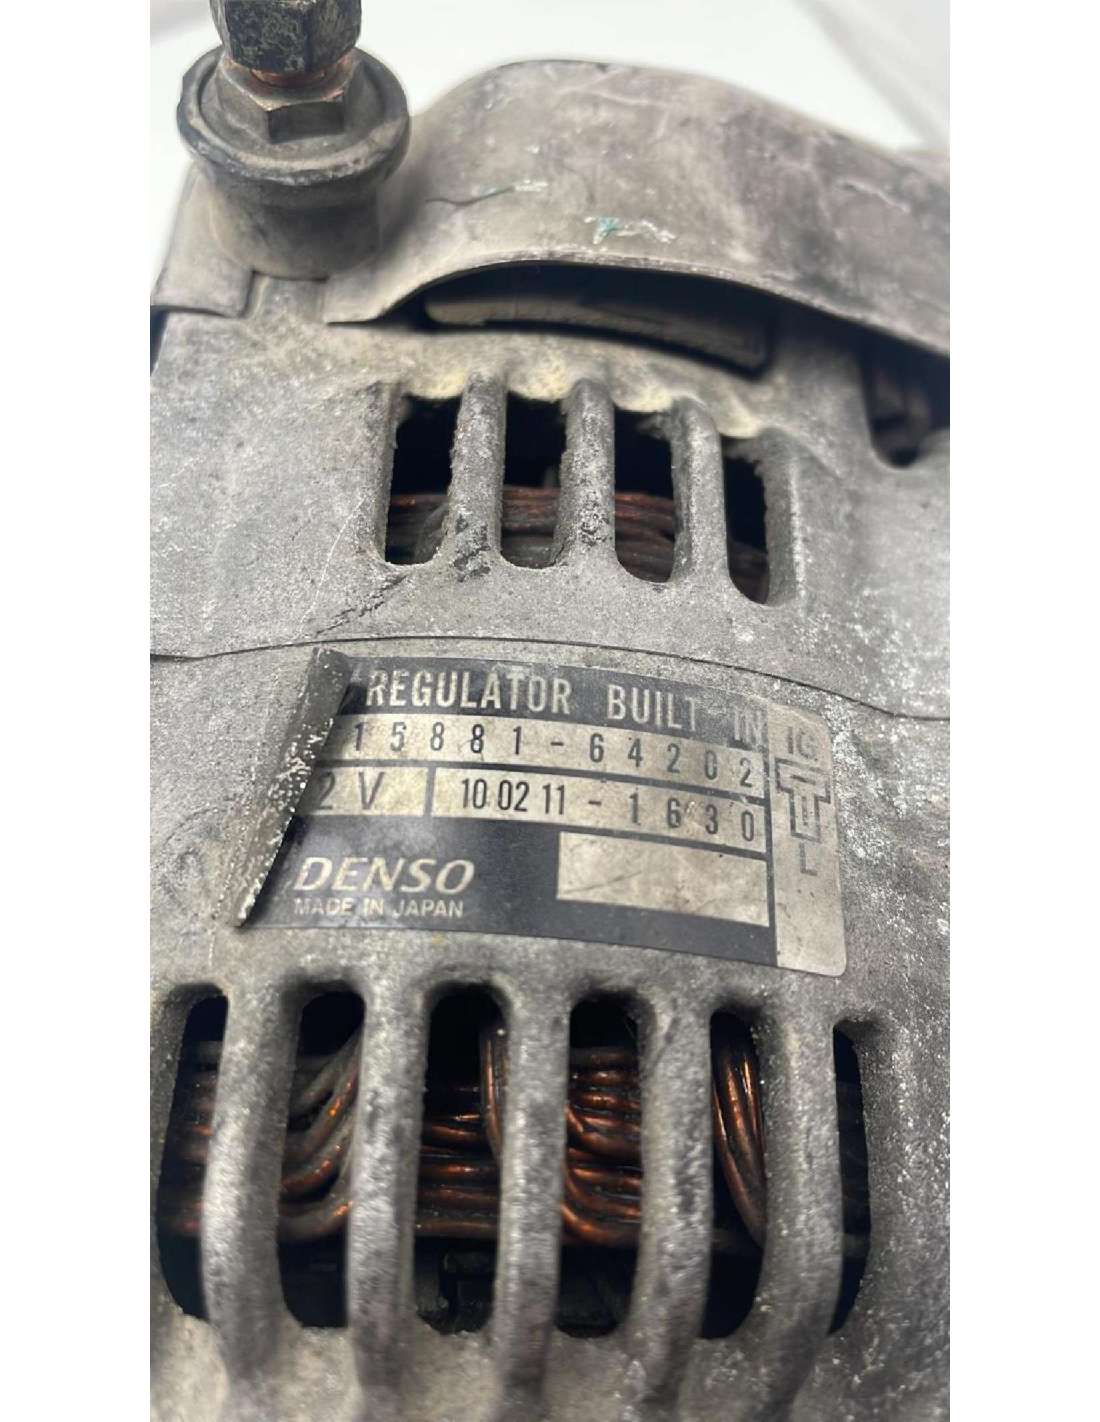 REGULATOR BUILT IN
IG
15881-64202
2V
100211-1630
L
DENSO
MADE IN JAPAN